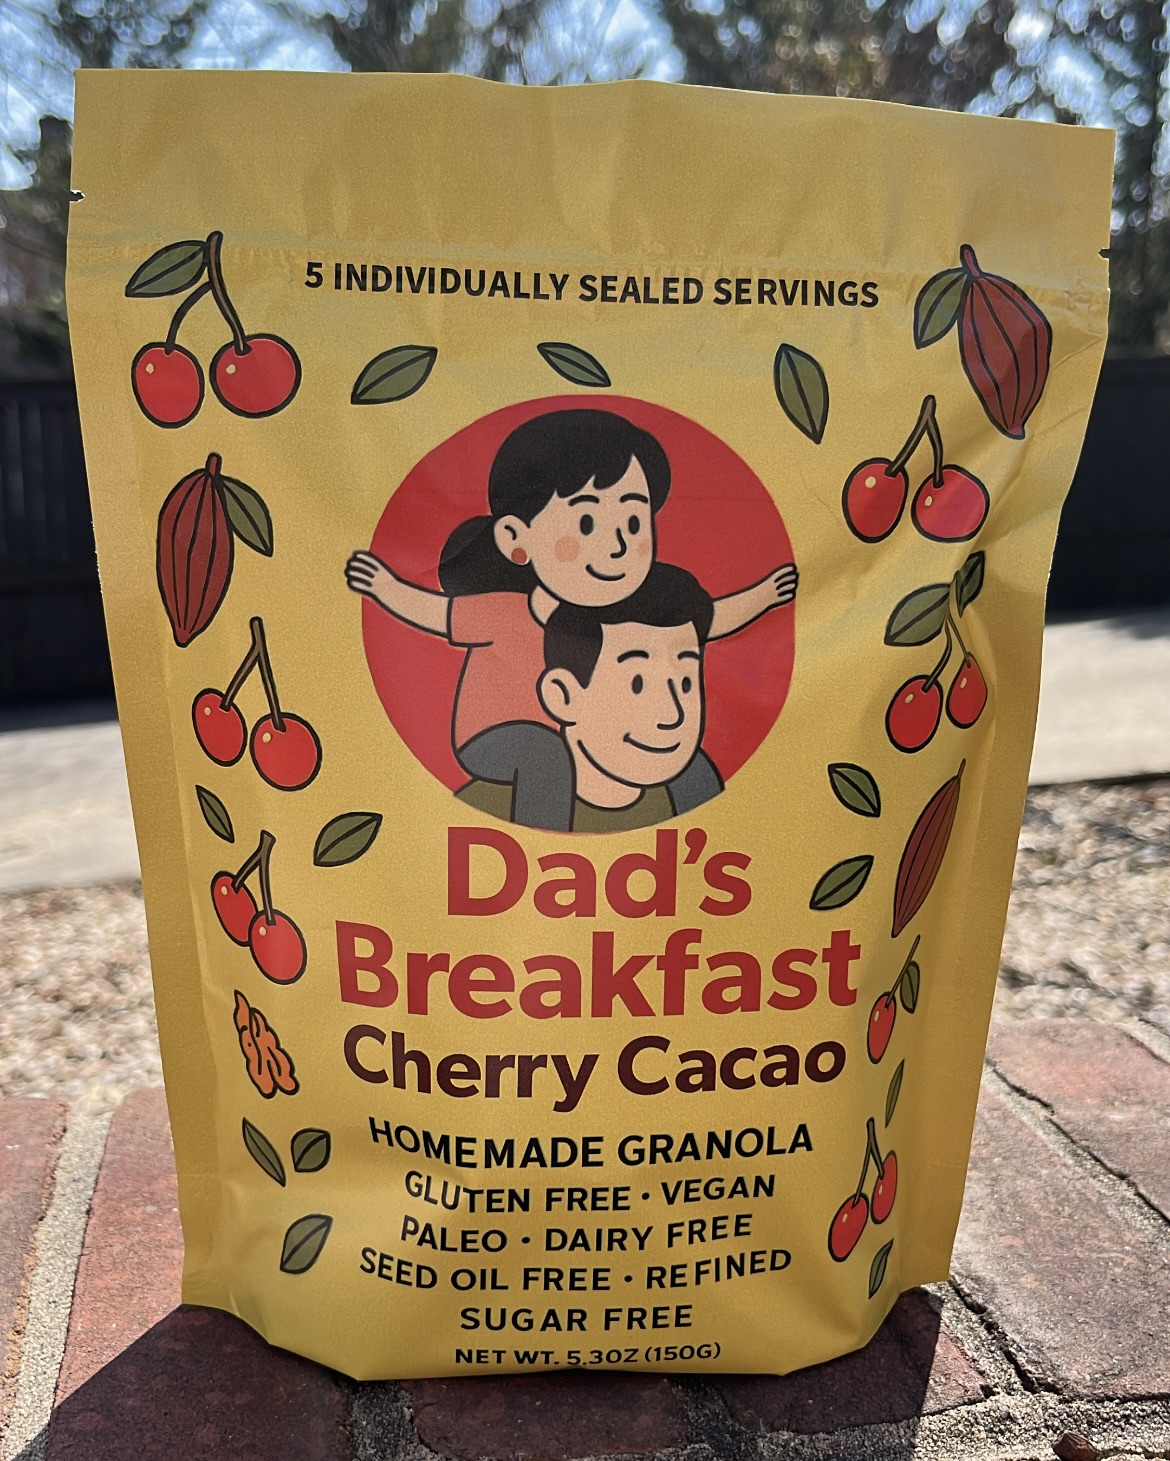 5 INDIVIDUALLY SEALED SERVINGS
Dad's
Breakfast
Cherry Cacao
HOMEMADE GRANOLA
GLUTEN FREE · VEGAN
PALEO · DAIRY FREE
SEED OIL FREE · REFINED
SUGAR FREE
NET WT. 5.3OZ (150G)